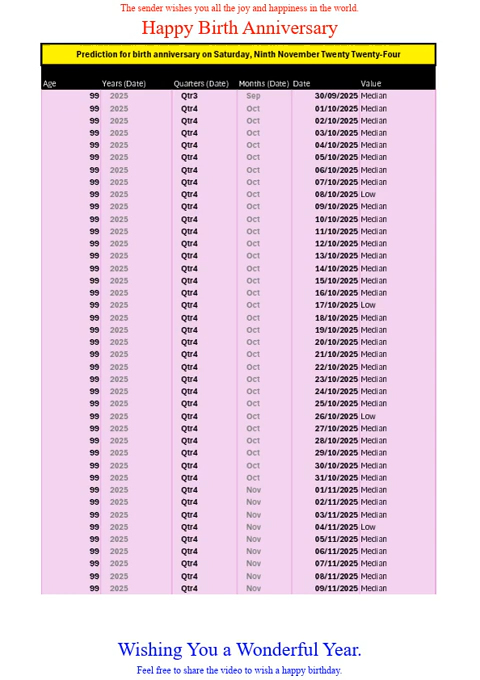 The sender wishes you all the joy and happiness in the world.
Happy Birth Anniversary
Prediction for birth anniversary on Saturday, Ninth November Twenty Twenty-Four
Age Years (Date) Quarters (Date) Months (Date) Date Value
99 2025 Qtr3 Sep 30/09/2025 Median
99 2025 Qtr4 Oct 01/10/2025 Median
99 2025 Qtr4 Oct 02/10/2025 Median
99 2025 Qtr4 Oct 03/10/2025 Median
99 2025 Qtr4 Oct 04/10/2025 Median
99 2025 Qtr4 Oct 05/10/2025 Median
99 2025 Qtr4 Oct 06/10/2025 Median
99 2025 Qtr4 Oct 07/10/2025 Median
99 2025 Qtr4 Oct 08/10/2025 Low
99 2025 Qtr4 Oct 09/10/2025 Median
99 2025 Qtr4 Oct 10/10/2025 Median
99 2025 Qtr4 Oct 11/10/2025 Median
99 2025 Qtr4 Oct 12/10/2025 Median
99 2025 Qtr4 Oct 13/10/2025 Median
99 2025 Qtr4 Oct 14/10/2025 Median
99 2025 Qtr4 Oct 15/10/2025 Median
99 2025 Qtr4 Oct 16/10/2025 Median
99 2025 Qtr4 Oct 17/10/2025 Low
99 2025 Qtr4 Oct 18/10/2025 Median
99 2025 Qtr4 Oct 19/10/2025 Median
99 2025 Qtr4 Oct 20/10/2025 Median
99 2025 Qtr4 Oct 21/10/2025 Median
99 2025 Qtr4 Oct 22/10/2025 Median
99 2025 Qtr4 Oct 23/10/2025 Median
99 2025 Qtr4 Oct 24/10/2025 Median
99 2025 Qtr4 Oct 25/10/2025 Median
99 2025 Qtr4 Oct 26/10/2025 Low
99 2025 Qtr4 Oct 27/10/2025 Median
99 2025 Qtr4 Oct 28/10/2025 Median
99 2025 Qtr4 Oct 29/10/2025 Median
99 2025 Qtr4 Oct 30/10/2025 Median
99 2025 Qtr4 Oct 31/10/2025 Median
99 2025 Qtr4 Nov 01/11/2025 Median
99 2025 Qtr4 Nov 02/11/2025 Median
99 2025 Qtr4 Nov 03/11/2025 Median
99 2025 Qtr4 Nov 04/11/2025 Low
99 2025 Qtr4 Nov 05/11/2025 Median
99 2025 Qtr4 Nov 06/11/2025 Median
99 2025 Qtr4 Nov 07/11/2025 Median
99 2025 Qtr4 Nov 08/11/2025 Median
99 2025 Qtr4 Nov 09/11/2025 Median
Wishing You a Wonderful Year.
Feel free to share the video to wish a happy birthday.